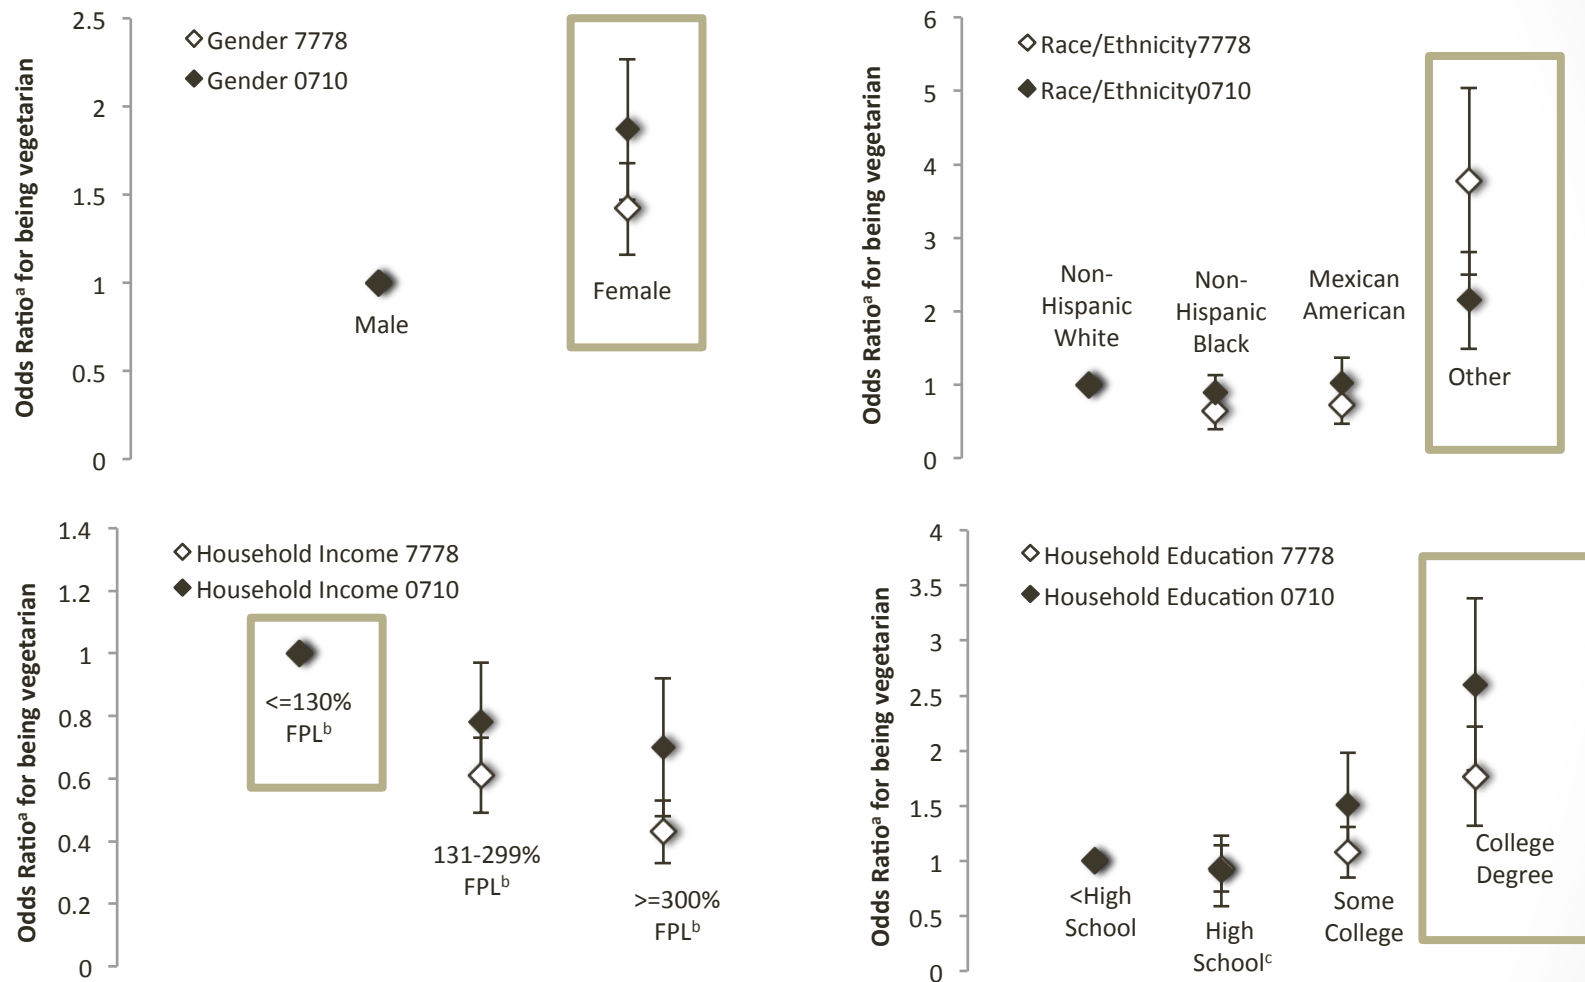 Odds Ratioᵃ for being vegetarian
2.5
2
1.5
1
0.5
0
Gender 7778
Gender 0710
Male
Female
Odds Ratioᵃ for being vegetarian
6
5
4
3
2
1
0
Race/Ethnicity7778
Race/Ethnicity0710
Non-
Hispanic
White
Non-
Hispanic
Black
Mexican
American
Other
Odds Ratioᵃ for being vegetarian
1.4
1.2
1
0.8
0.6
0.4
0.2
0
Household Income 7778
Household Income 0710
<=130%
FPLᵇ
131-299%
FPLᵇ
>=300%
FPLᵇ
Odds Ratioᵃ for being vegetarian
4
3.5
3
2.5
2
1.5
1
0.5
0
Household Education 7778
Household Education 0710
<High
School
High
Schoolᶜ
Some
College
College
Degree